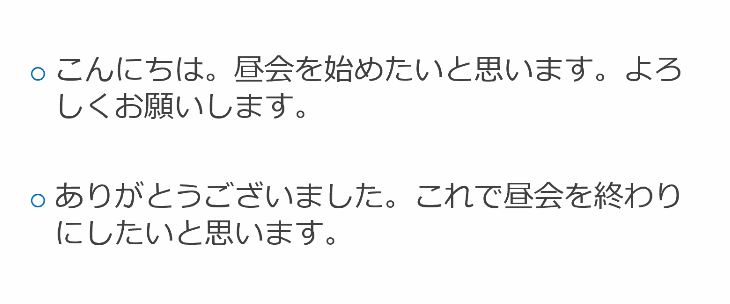 こんにちは。昼会を始めたいと思います。よろ
しくお願いします。
ありがとうございました。これで昼会を終わり
にしたいと思います。